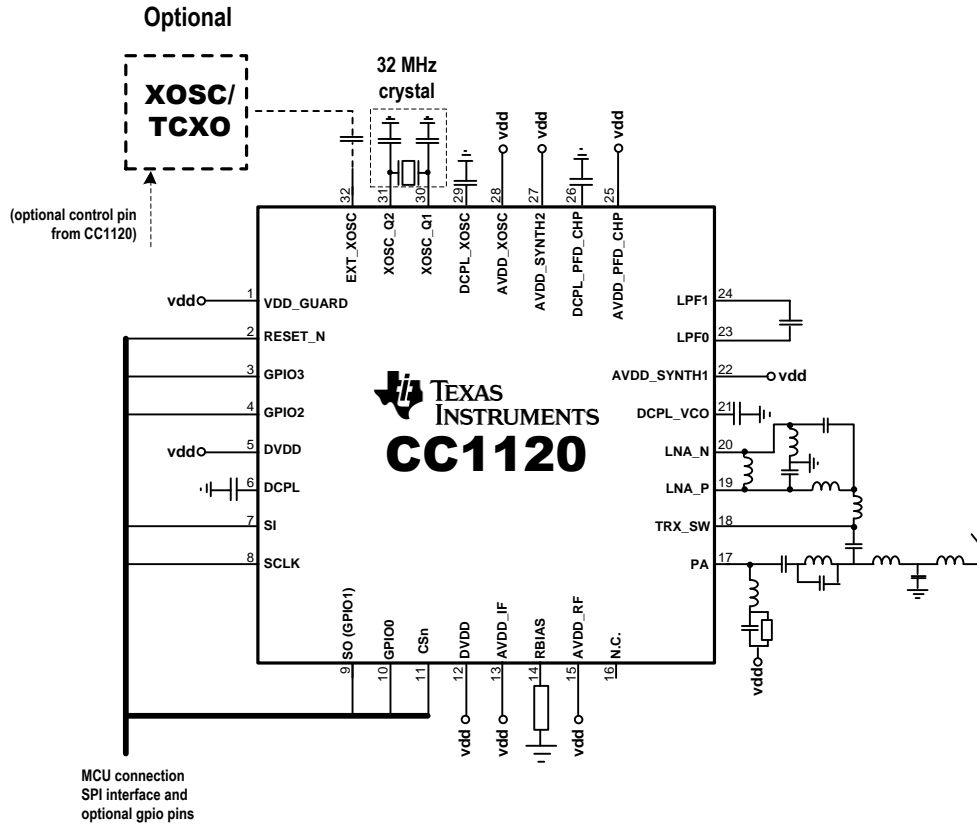 Optional
XOSC/
TCXO
32 MHz
crystal
(optional control pin
from CC1120)
vdd
vdd
vdd
32
31
30
29
28
27
26
25
EXT_XOSC
XOSC_Q2
XOSC_Q1
DCPL_XOSC
AVDD_XOSC
AVDD_SYNTH2
DCPL_PFD_CHP
AVDD_PFD_CHP
vdd
1
VDD_GUARD
2
RESET_N
3
GPIO3
4
GPIO2
vdd
5
DVDD
6
DCPL
7
SI
8
SCLK
TEXAS
INSTRUMENTS
CC1120
LPF1
24
LPF0
23
AVDD_SYNTH1
22
vdd
DCPL_VCO
21
LNA_N
20
LNA_P
19
TRX_SW
18
PA
17
vdd
SO (GPIO1)
GPIO0
CSn
DVDD
AVDD_IF
RBIAS
AVDD_RF
N.C.
9
10
11
12
13
14
15
16
vdd
vdd
vdd
MCU connection
SPI interface and
optional gpio pins